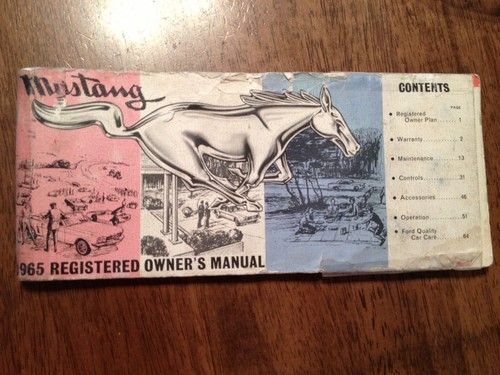 Mustang
CONTENTS
PAGE
• Registered
Owner Plan....... 1
• Warranty........ 2
• Maintenance..... 13
• Controls........ 31
• Accessories..... 46
• Operation....... 51
• Ford Quality
Car Care...... 64
1965 REGISTERED OWNER'S MANUAL